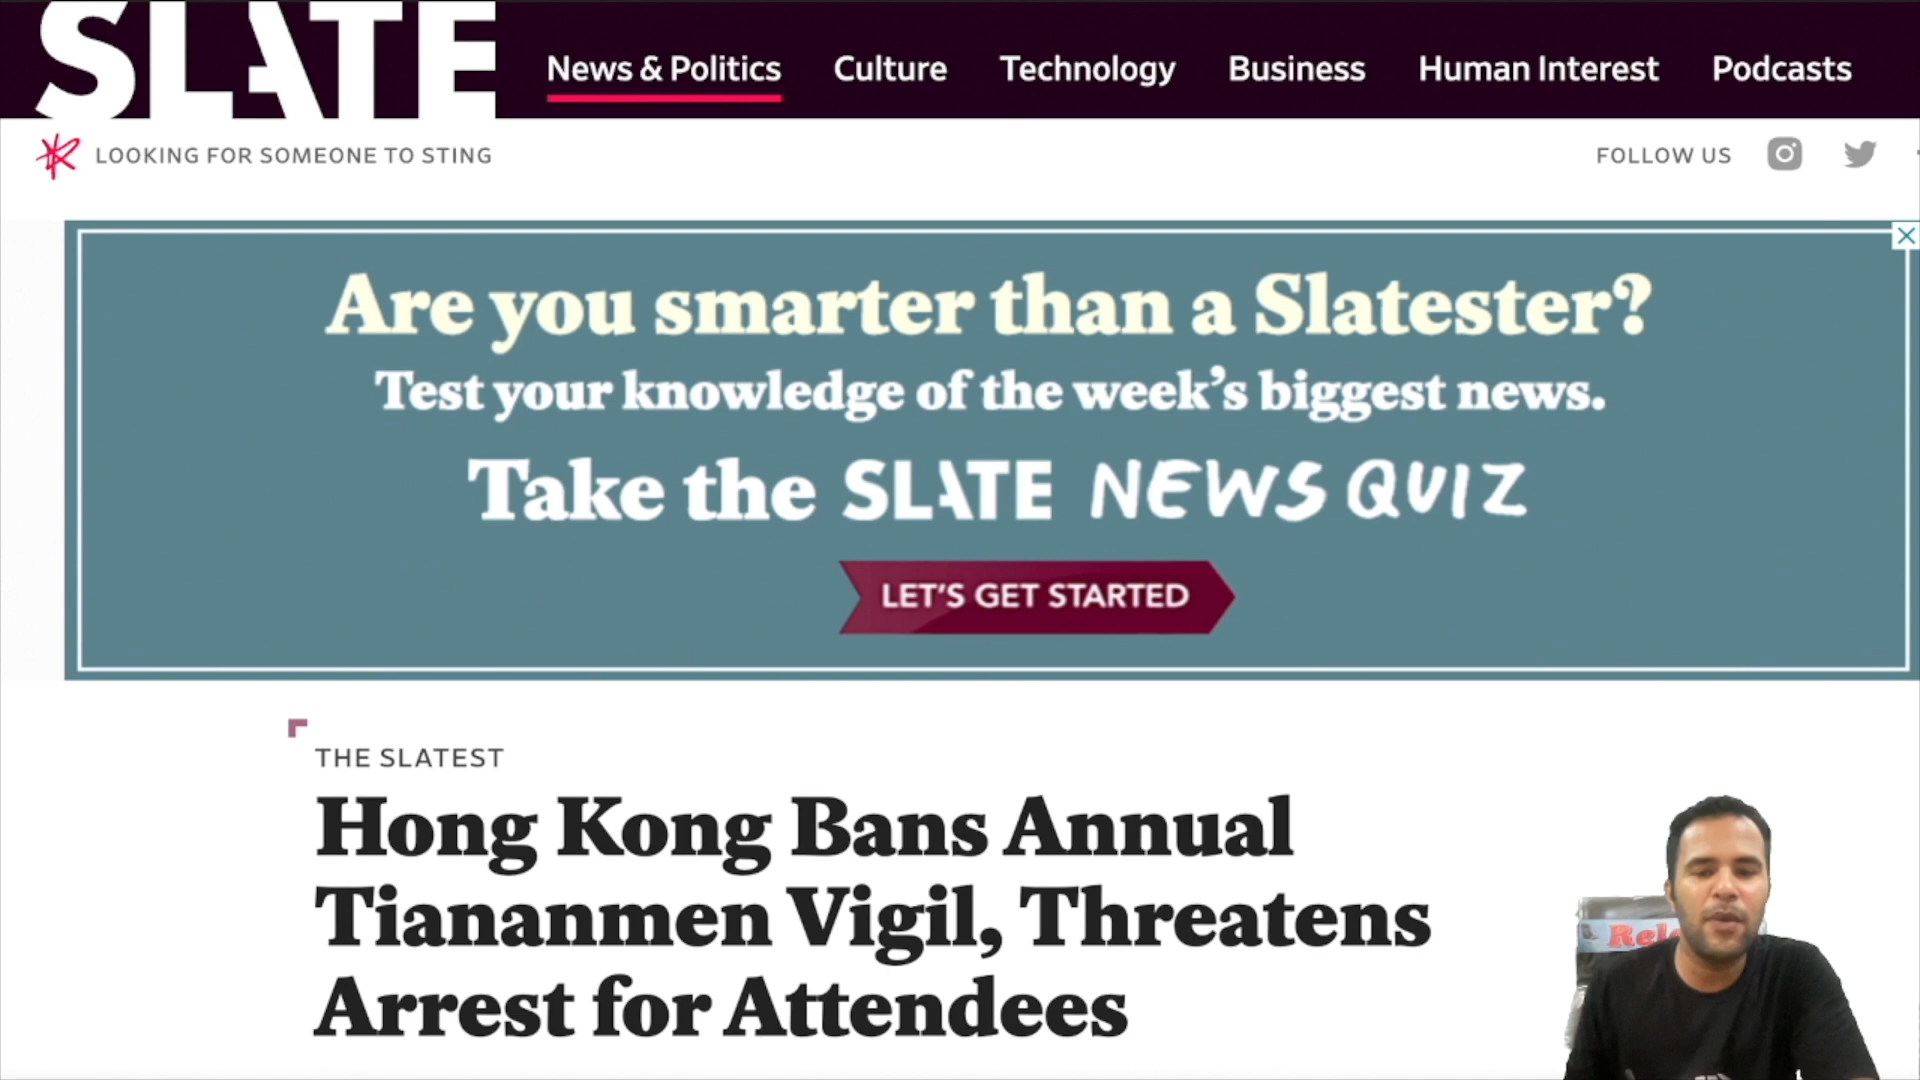 SLATE
News & Politics Culture Technology Business Human Interest Podcasts
LOOKING FOR SOMEONE TO STING
FOLLOW US
Are you smarter than a Slatester?
Test your knowledge of the week's biggest news.
Take the SLATE NEWS QUIZ
LET'S GET STARTED
THE SLATEST
Hong Kong Bans Annual
Tiananmen Vigil, Threatens
Arrest for Attendees